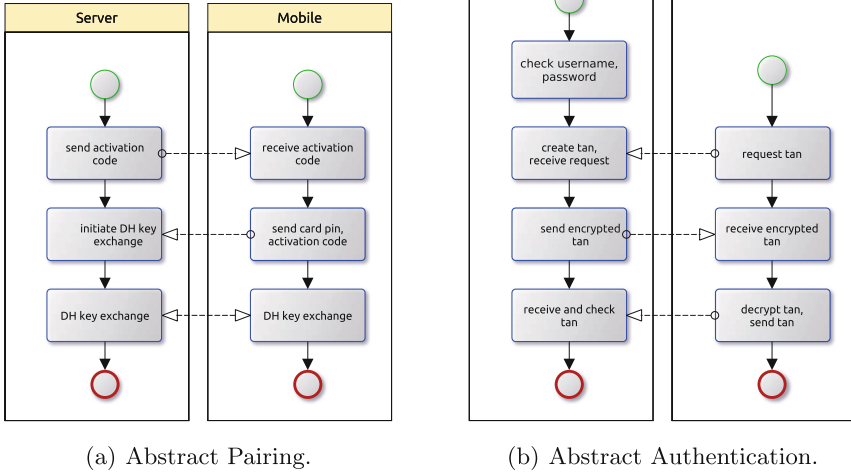 Server
Mobile
send activation
code
receive activation
code
initiate DH key
exchange
send card pin,
activation code
DH key exchange
DH key exchange
(a) Abstract Pairing.
check username,
password
create tan,
receive request
request tan
send encrypted
tan
receive encrypted
tan
receive and check
tan
decrypt tan,
send tan
(b) Abstract Authentication.